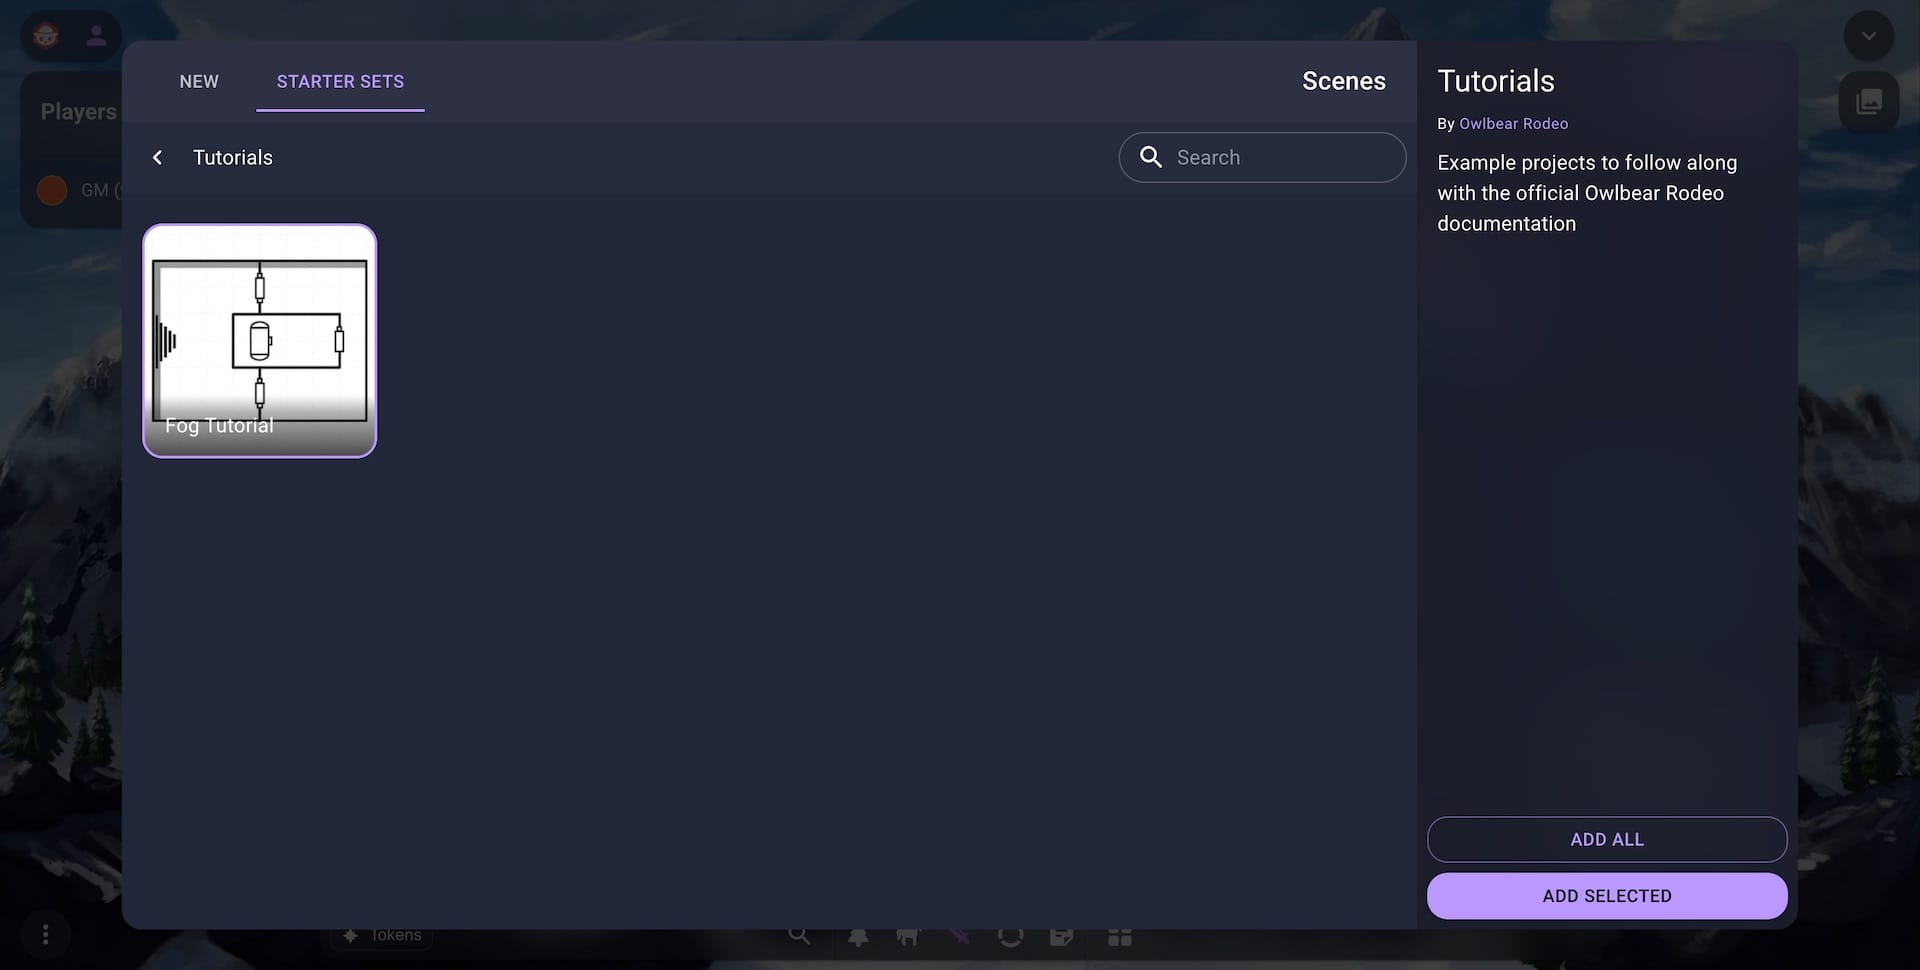 NEW
STARTER SETS
Scenes
Players
GM (
Tutorials
Search
Fog Tutorial
Tutorials
By Owlbear Rodeo
Example projects to follow along
with the official Owlbear Rodeo
documentation
ADD ALL
ADD SELECTED
Tokens